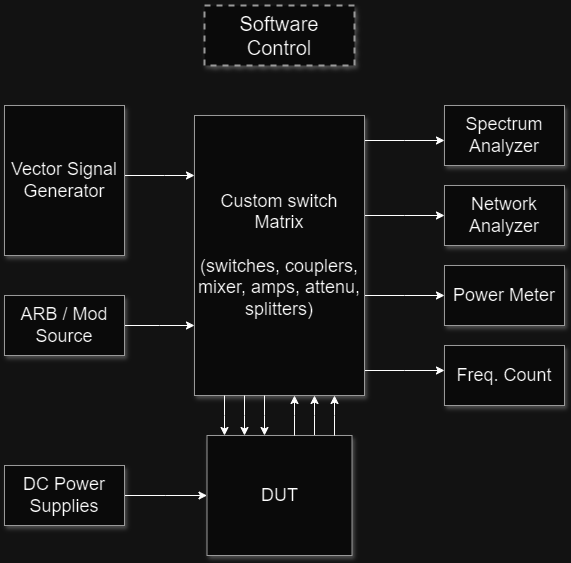 Software
Control
Vector Signal
Generator
ARB / Mod
Source
DC Power
Supplies
Custom switch
Matrix
(switches, couplers,
mixer, amps, attenu,
splitters)
DUT
Spectrum
Analyzer
Network
Analyzer
Power Meter
Freq. Count